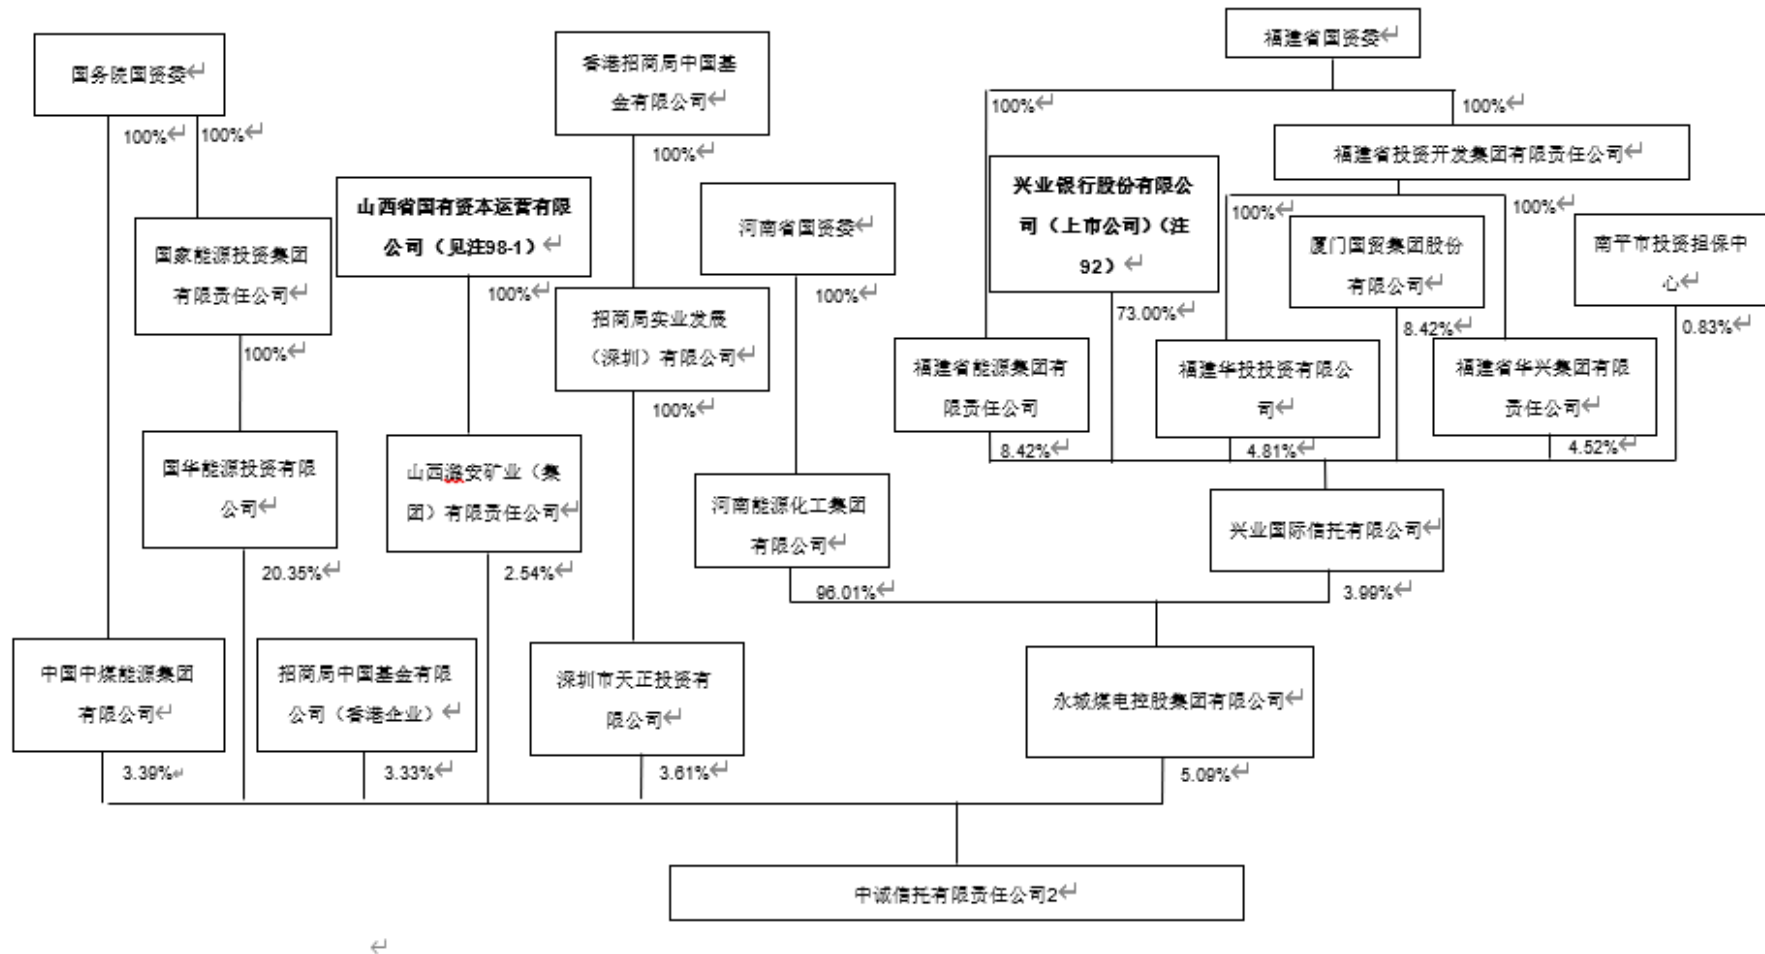 福建省国资委
国务院国资委
香港招商局中国基
金有限公司
100%
100%
100%
100%
100%
福建省投资开发集团有限责任公司
兴业银行股份有限公
司（上市公司）（注
92）
山西省国有资本运营有限
公司（见注98-1）
河南省国资委
100%
100%
厦门国贸集团股份
有限公司
南平市投资担保中
心
国家能源投资集团
有限责任公司
100%
100%
招商局实业发展
（深圳）有限公司
73.00%
8.42%
0.83%
100%
福建省能源集团有
限责任公司
福建华投投资有限公
司
福建省华兴集团有限
责任公司
100%
8.42%
4.81%
4.52%
国华能源投资有限
公司
山西潞安矿业（集
团）有限责任公司
河南能源化工集团
有限公司
兴业国际信托有限公司
20.35%
2.54%
96.01%
3.99%
中国中煤能源集团
有限公司
招商局中国基金有限
公司（香港企业）
深圳市天正投资有
限公司
永城煤电控股集团有限公司
3.39%
3.33%
3.61%
5.09%
中诚信托有限责任公司2